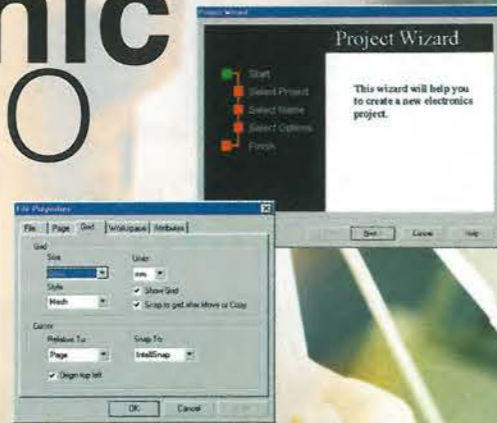 nic
O
Project Wizard
Project Wizard
Start
Select Project
Select Name
Select Options
Finish
This wizard will help you
to create a new electronics
project.
Next
Cancel
Help
File Properties
File Page Grid Workspace Attributes
Grid
Size
Units
mm
Style
Show Grid
Mesh
Snap to grid after Move or Copy
Cursor
Relative To:
Snap To:
Page
IntelliSnap
Origin top left
OK
Cancel